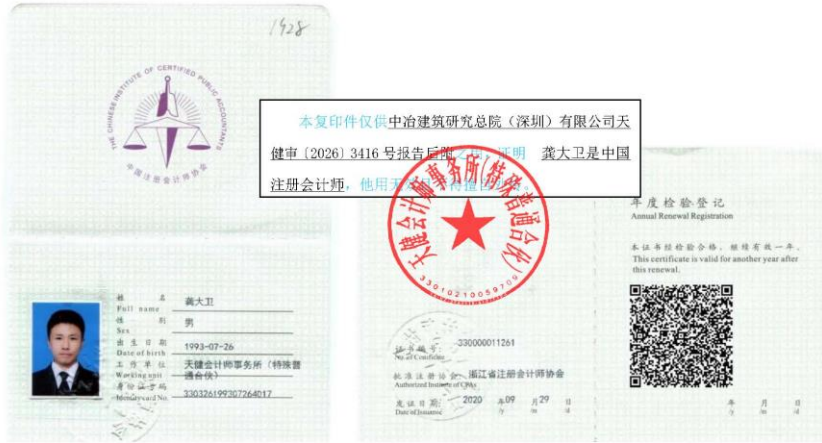 1928
THE CHINESE INSTITUTE OF CERTIFIED PUBLIC ACCOUNTANTS
中国注册会计师协会
本复印件仅供中冶建筑研究总院（深圳）有限公司天
健审〔2026〕3416号报告后附之用，证明 龚大卫是中国
注册会计师，他用无效且不得擅自外传。
天健会计师事务所(特殊普通合伙)
33010210059709
姓 名
Full name
龚大卫
性 别
Sex
男
出生日期
Date of birth
1993-07-26
工作单位
Working unit
天健会计师事务所（特殊普
通合伙）
身份证号码
Identity card No.
330326199307264017
证书编号
No. of Certificate
330000011261
批准注册协会
Authorized Institute of CPAs
浙江省注册会计师协会
发证日期
Date of Issuance
2020 年 09 月 29 日
/y /m /d
年度检验登记
Annual Renewal Registration
本证书经检验合格，继续有效一年。
This certificate is valid for another year after
this renewal.
年 月 日
/y /m /d